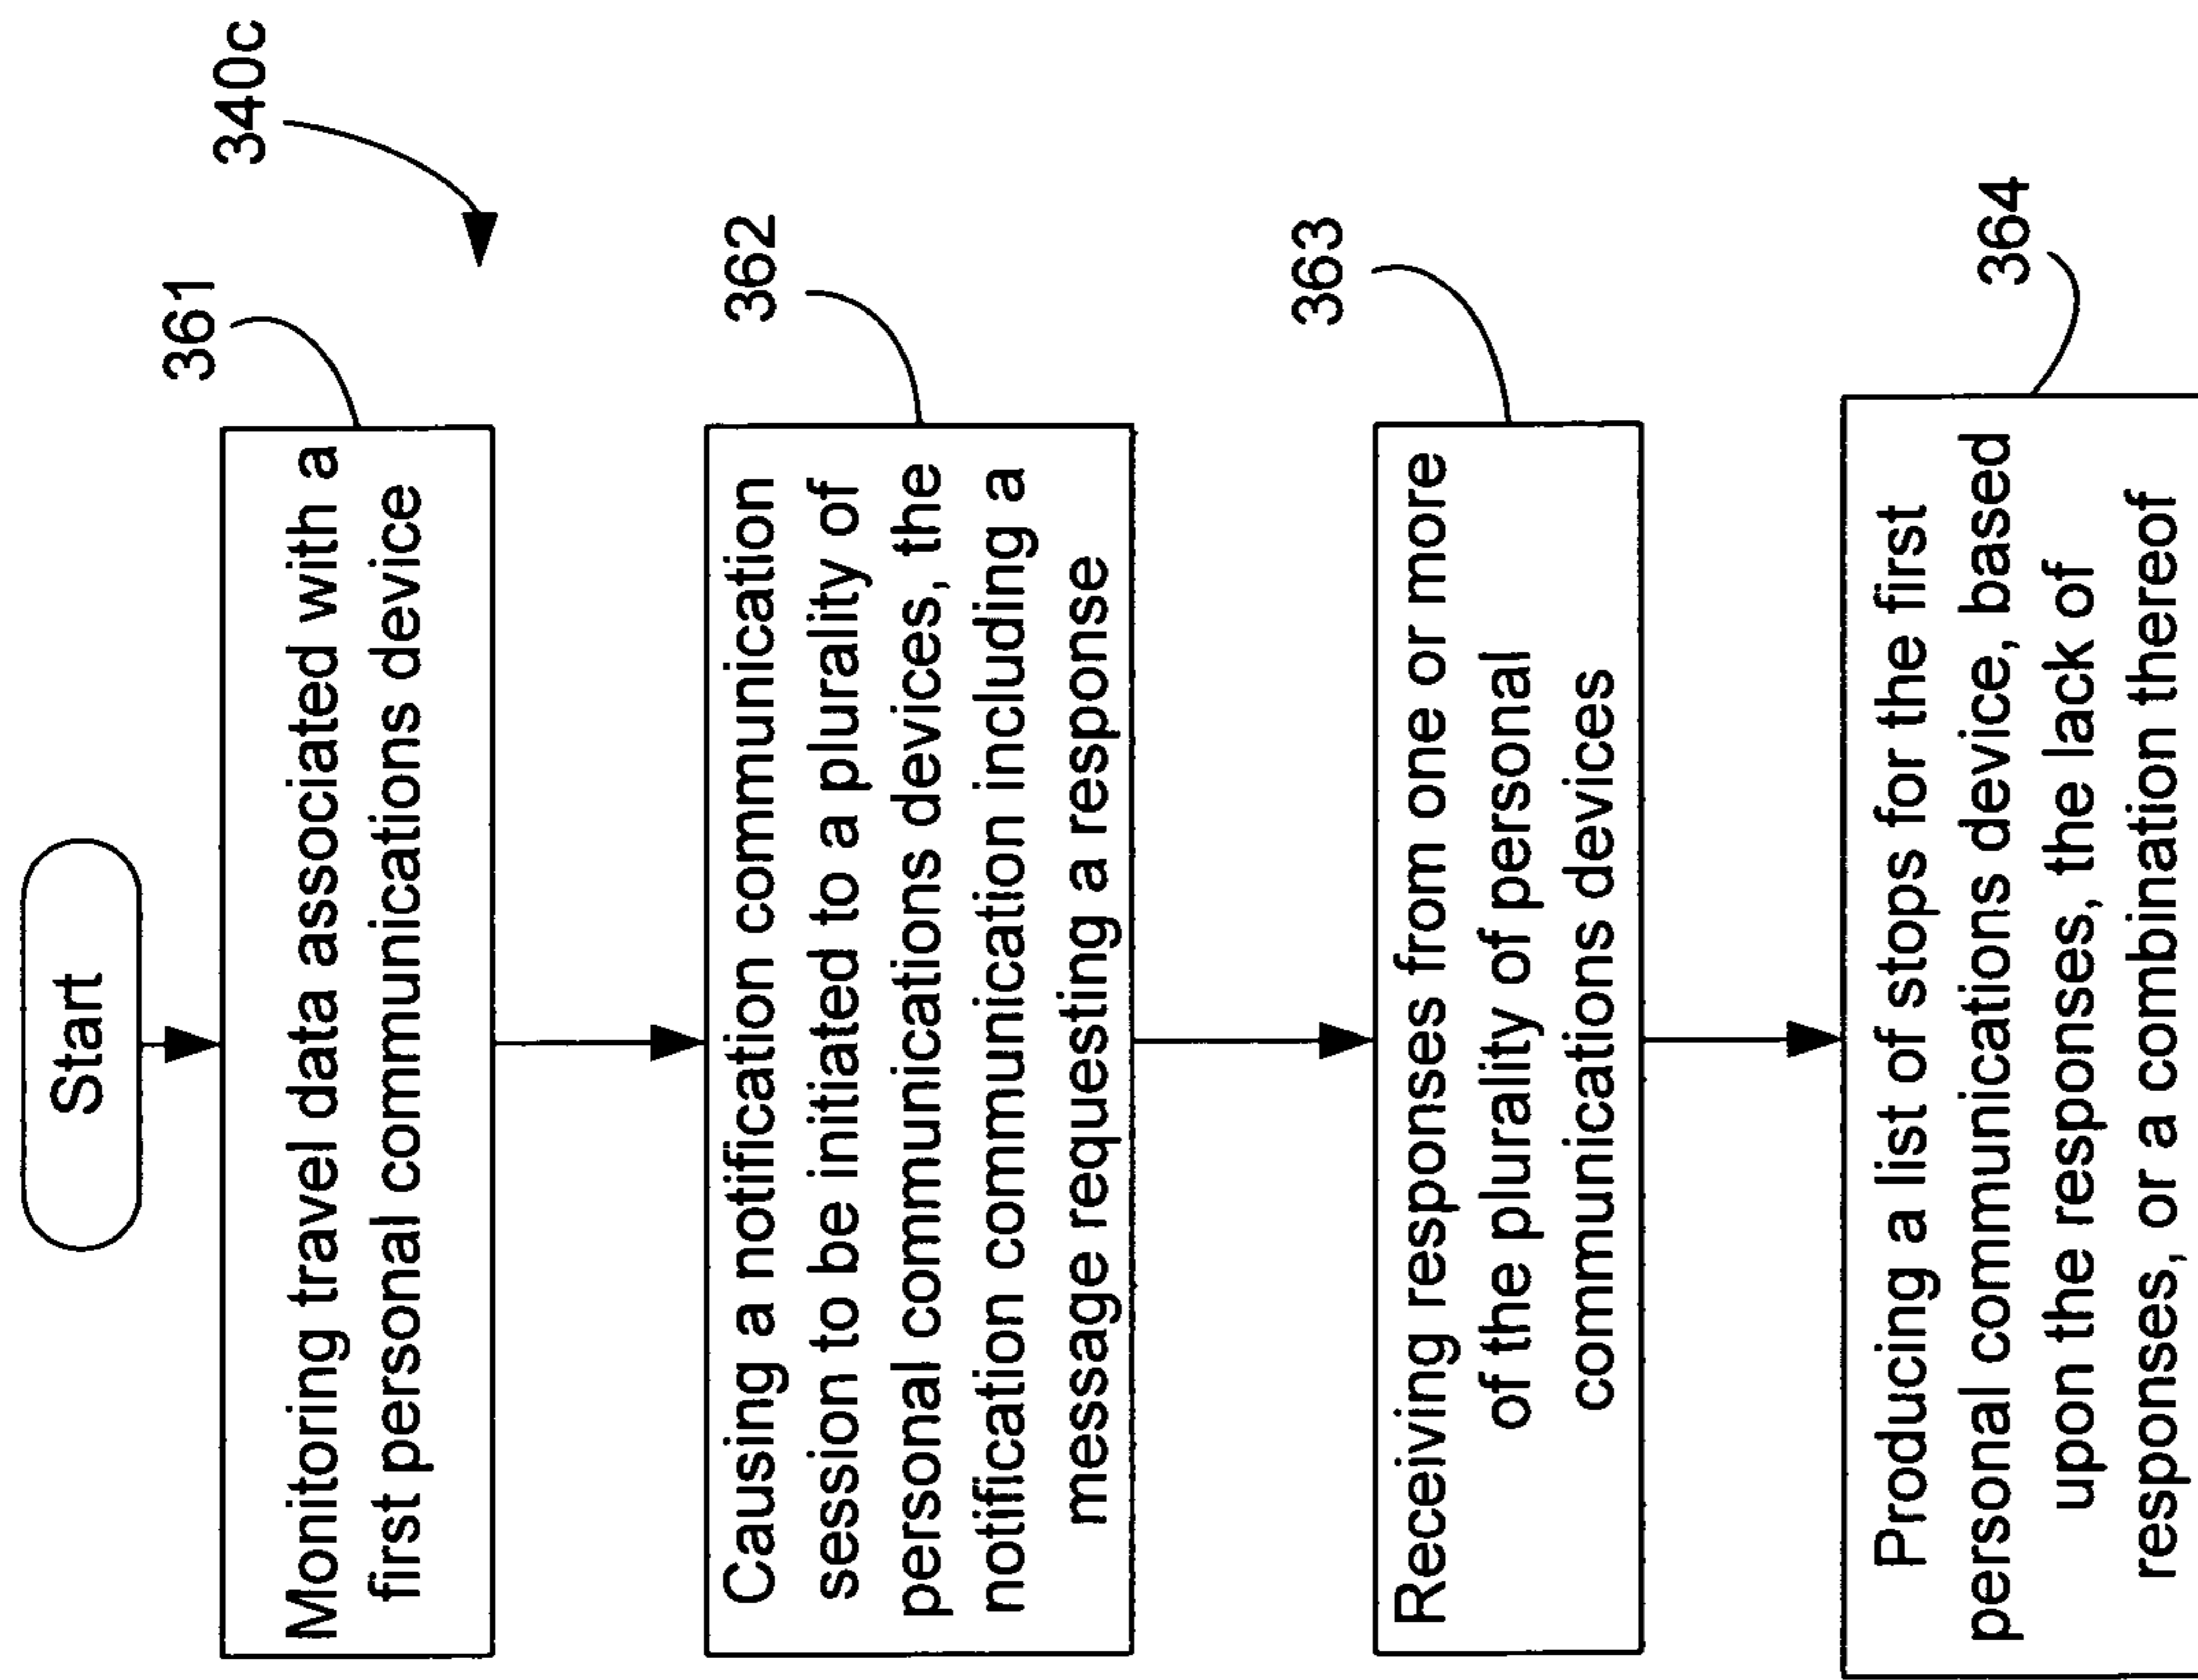 Start
340c
361
Monitoring travel data associated with a
first personal communications device
362
Causing a notification communication
session to be initiated to a plurality of
personal communications devices, the
notification communication including a
message requesting a response
363
Receiving responses from one or more
of the plurality of personal
communications devices
364
Producing a list of stops for the first
personal communications device, based
upon the responses, the lack of
responses, or a combination thereof